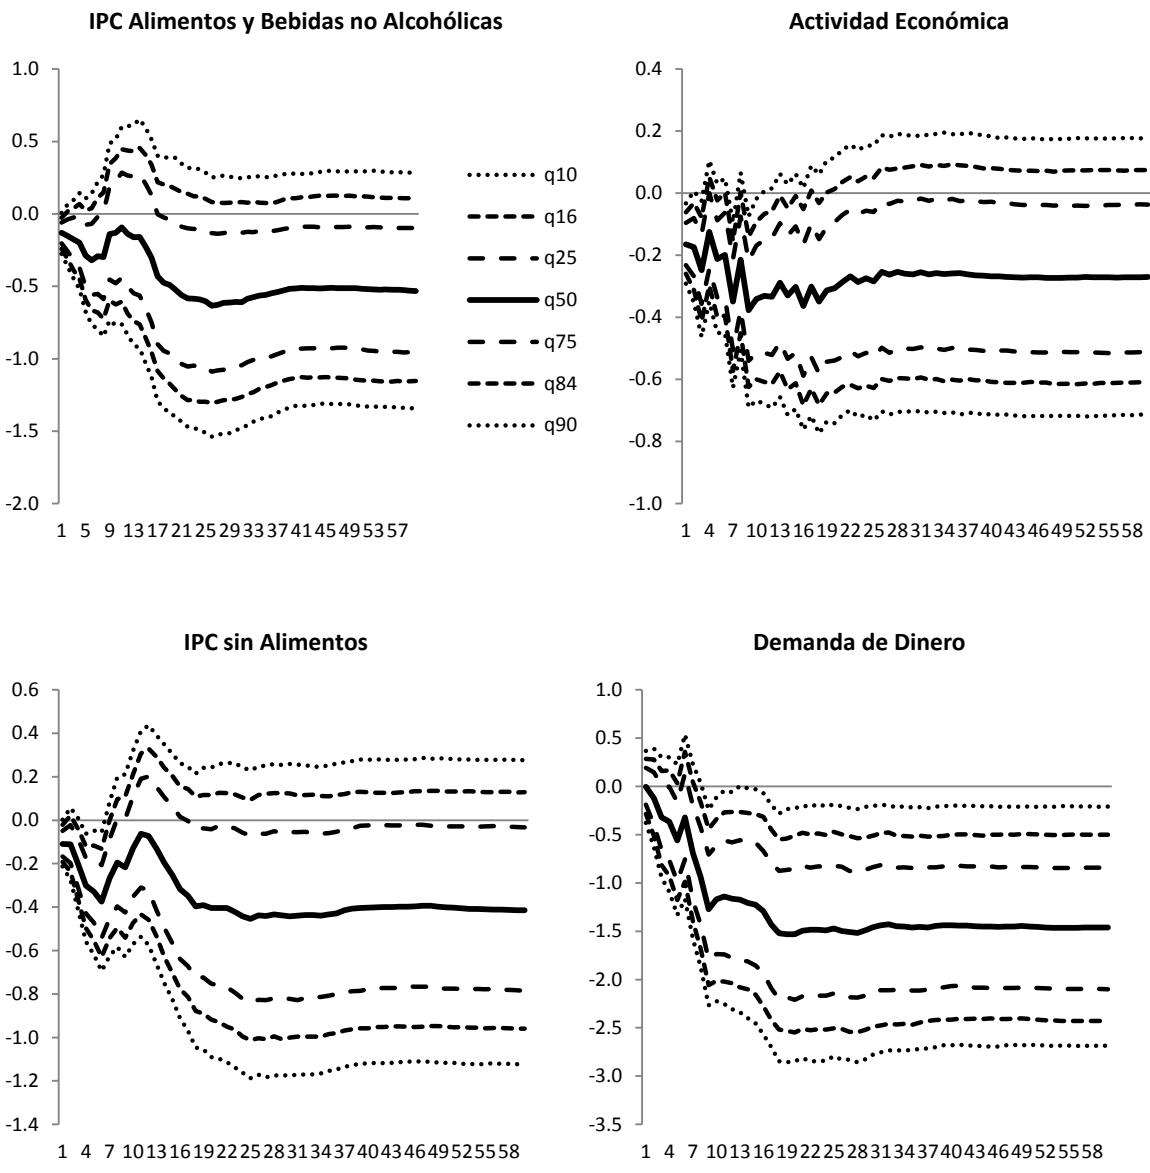 IPC Alimentos y Bebidas no Alcohólicas
1.0
0.5
0.0
-0.5
-1.0
-1.5
-2.0
1 5 9 13 17 21 25 29 33 37 41 45 49 53 57
q10
q16
q25
q50
q75
q84
q90
Actividad Económica
0.4
0.2
0.0
-0.2
-0.4
-0.6
-0.8
-1.0
1 4 7 10 13 16 19 22 25 28 31 34 37 40 43 46 49 52 55 58
IPC sin Alimentos
0.6
0.4
0.2
0.0
-0.2
-0.4
-0.6
-0.8
-1.0
-1.2
-1.4
1 4 7 10 13 16 19 22 25 28 31 34 37 40 43 46 49 52 55 58
Demanda de Dinero
1.0
0.5
0.0
-0.5
-1.0
-1.5
-2.0
-2.5
-3.0
-3.5
1 4 7 10 13 16 19 22 25 28 31 34 37 40 43 46 49 52 55 58